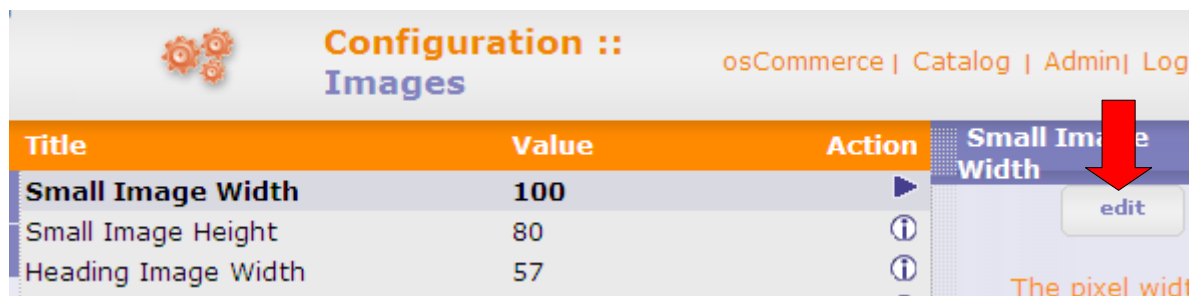 Configuration ::
Images
osCommerce | Catalog | Admin| Log
Title Value Action
Small Image
Width
Small Image Width 100
edit
Small Image Height 80
Heading Image Width 57
The pixel widt